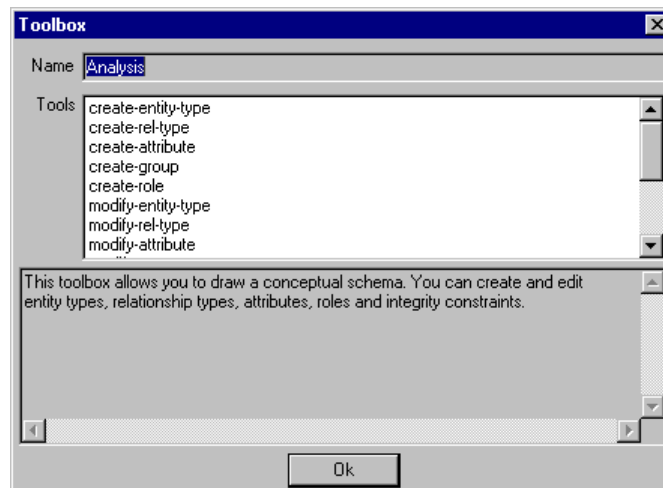 Toolbox
Name Analysis
Tools create-entity-type
create-rel-type
create-attribute
create-group
create-role
modify-entity-type
modify-rel-type
modify-attribute
This toolbox allows you to draw a conceptual schema. You can create and edit
entity types, relationship types, attributes, roles and integrity constraints.
Ok